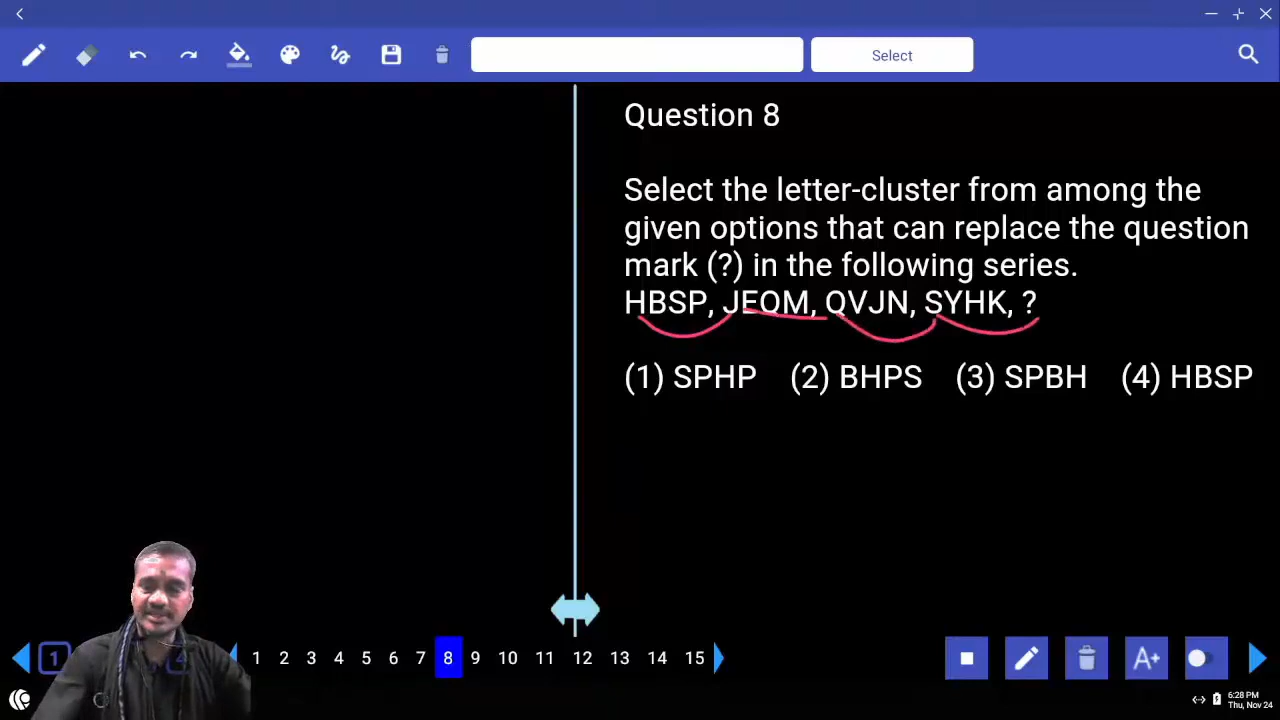 Select
Question 8
Select the letter-cluster from among the
given options that can replace the question
mark (?) in the following series.
HBSP, JEQM, QVJN, SYHK, ?
(1) SPHP (2) BHPS (3) SPBH (4) HBSP
1 4 1 2 3 4 5 6 7 8 9 10 11 12 13 14 15 A+
6:28 PM
Thu, Nov 24